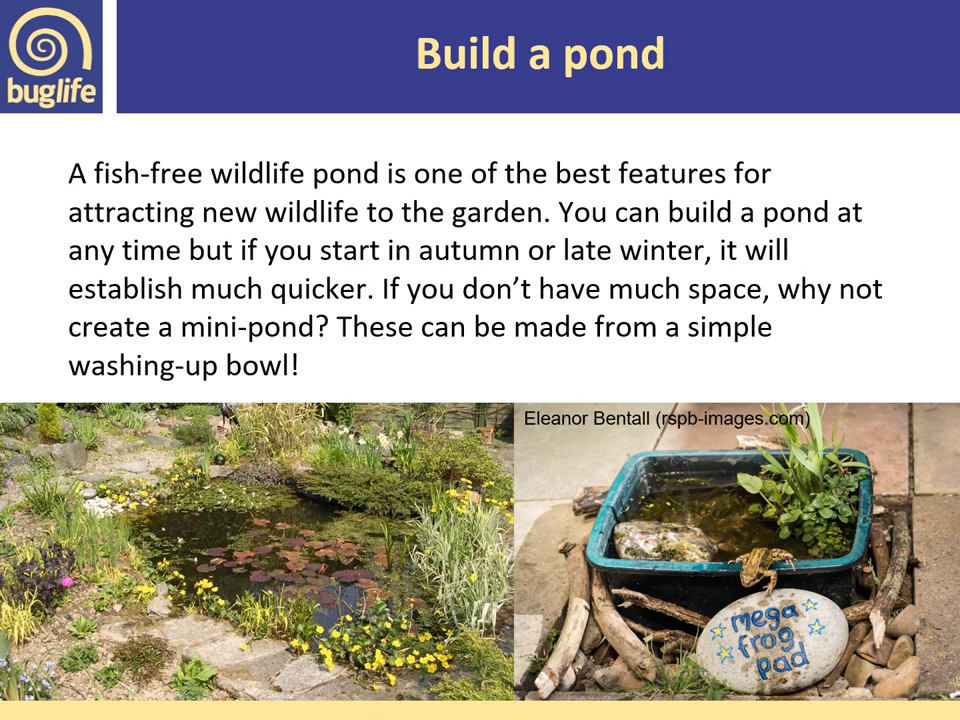 buglife
Build a pond
A fish-free wildlife pond is one of the best features for
attracting new wildlife to the garden. You can build a pond at
any time but if you start in autumn or late winter, it will
establish much quicker. If you don’t have much space, why not
create a mini-pond? These can be made from a simple
washing-up bowl!
Eleanor Bentall (rspb-images.com)
mega
frog
pad